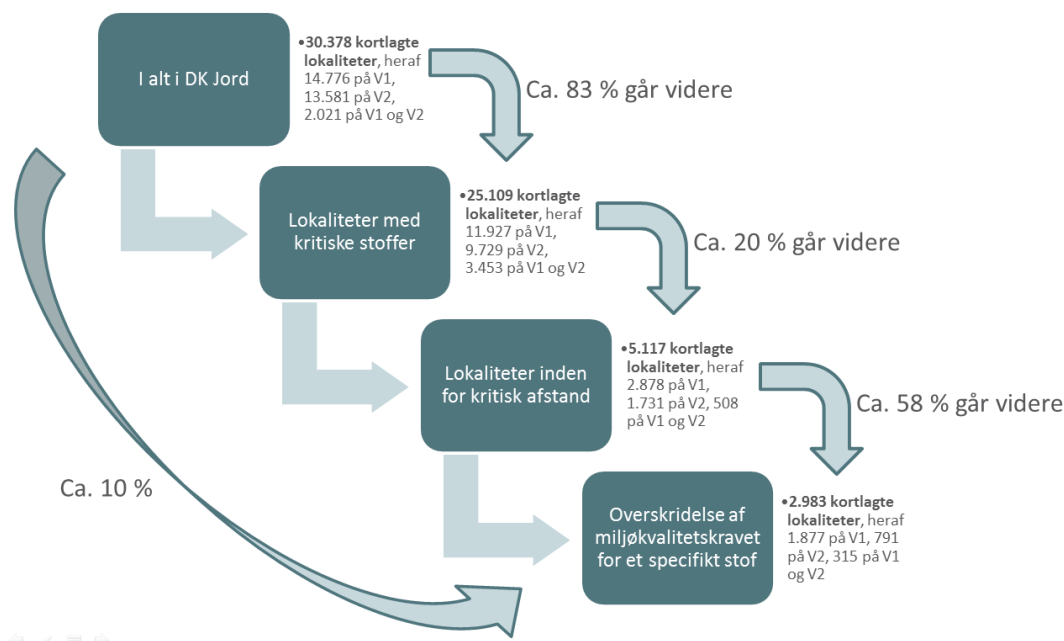 I alt i DK Jord
•30.378 kortlagte
lokaliteter, heraf
14.776 på V1,
13.581 på V2,
2.021 på V1 og V2
Ca. 83 % går videre
Lokaliteter med
kritiske stoffer
•25.109 kortlagte
lokaliteter, heraf
11.927 på V1,
9.729 på V2,
3.453 på V1 og V2
Ca. 20 % går videre
Lokaliteter inden
for kritisk afstand
•5.117 kortlagte
lokaliteter, heraf
2.878 på V1,
1.731 på V2, 508
på V1 og V2
Ca. 58 % går videre
Ca. 10 %
Overskridelse af
miljøkvalitetskravet
for et specifikt stof
•2.983 kortlagte
lokaliteter, heraf
1.877 på V1, 791
på V2, 315 på V1
og V2